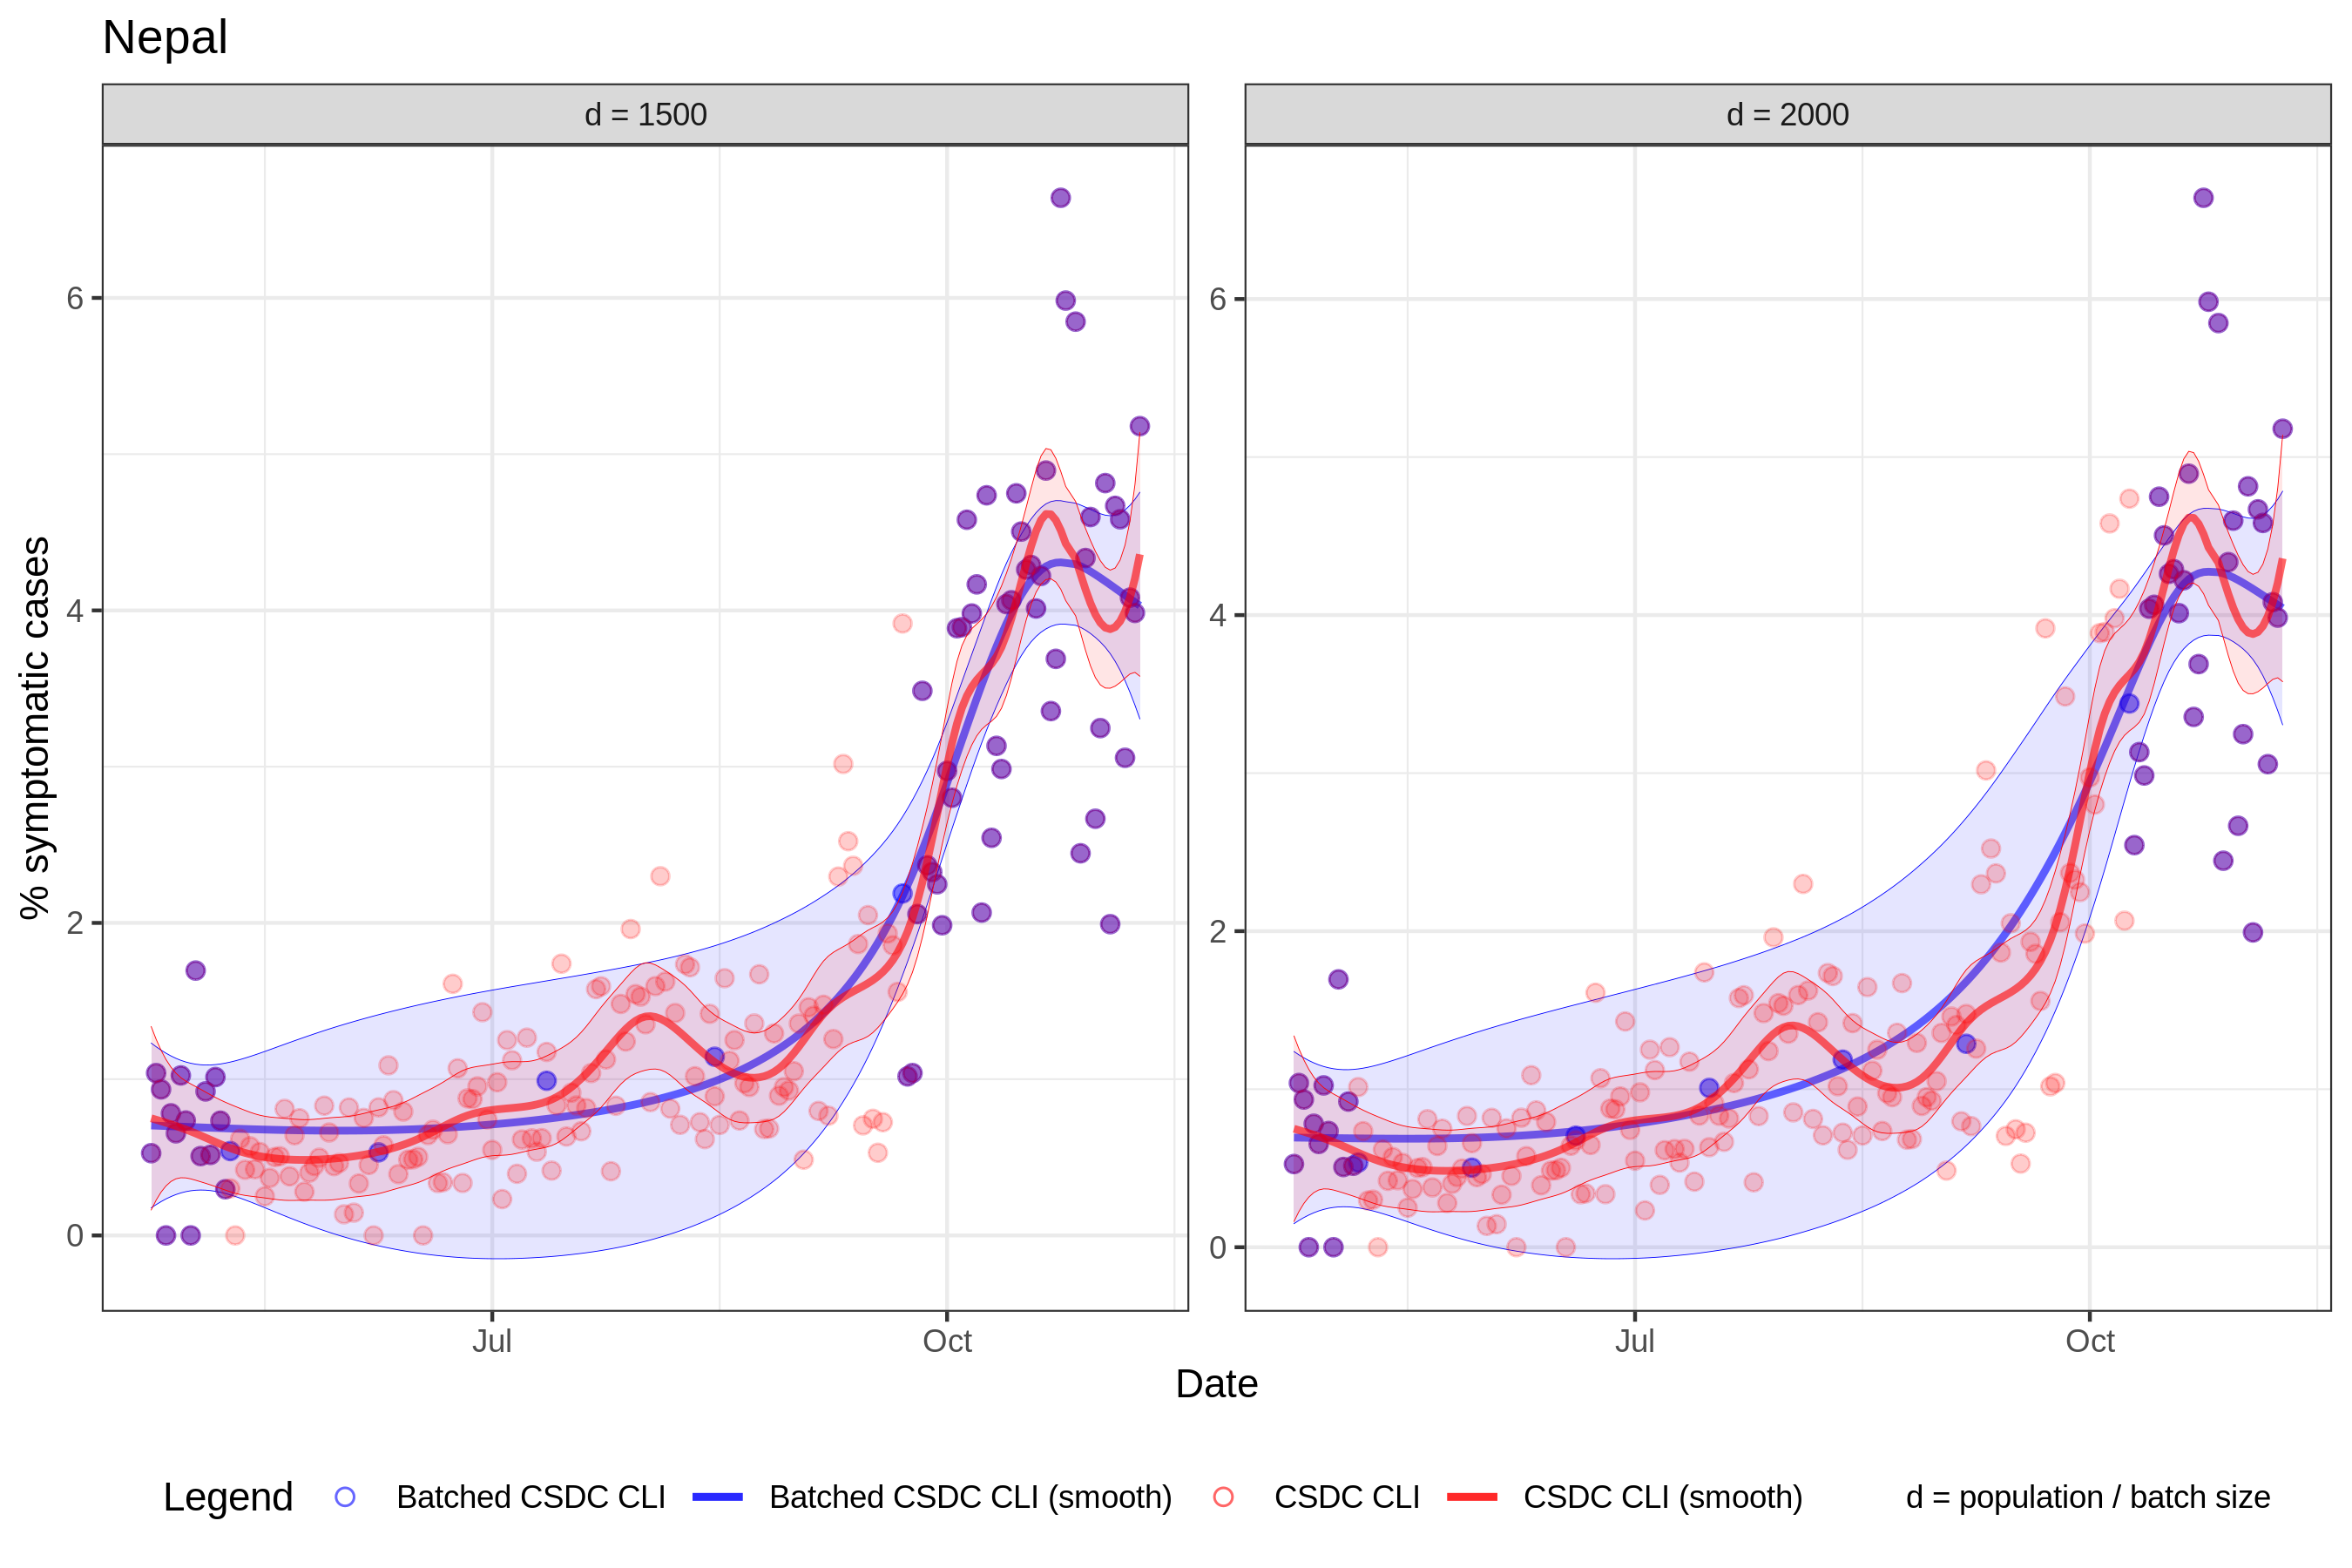 Nepal
d = 1500
d = 2000
% symptomatic cases
6
4
2
0
6
4
2
0
Jul
Oct
Jul
Oct
Date
Legend
Batched CSDC CLI
Batched CSDC CLI (smooth)
CSDC CLI
CSDC CLI (smooth)
d = population / batch size